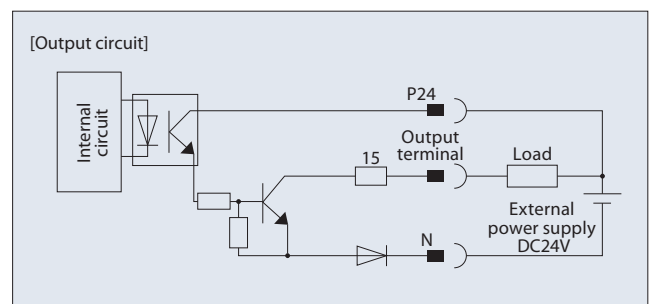 [Output circuit]
Internal
circuit
P24
15
Output
terminal
Load
External
power supply
DC24V
N